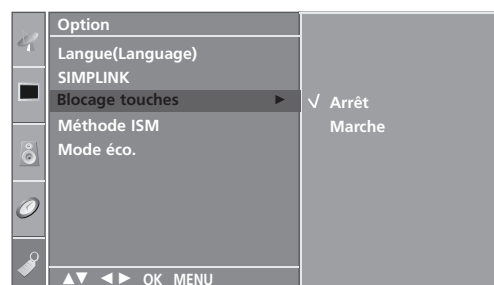 Option
Langue(Language)
SIMPLINK
Blocage touches ►
Méthode ISM
Mode éco.
√ Arrêt
Marche
▲▼ ◄► OK MENU